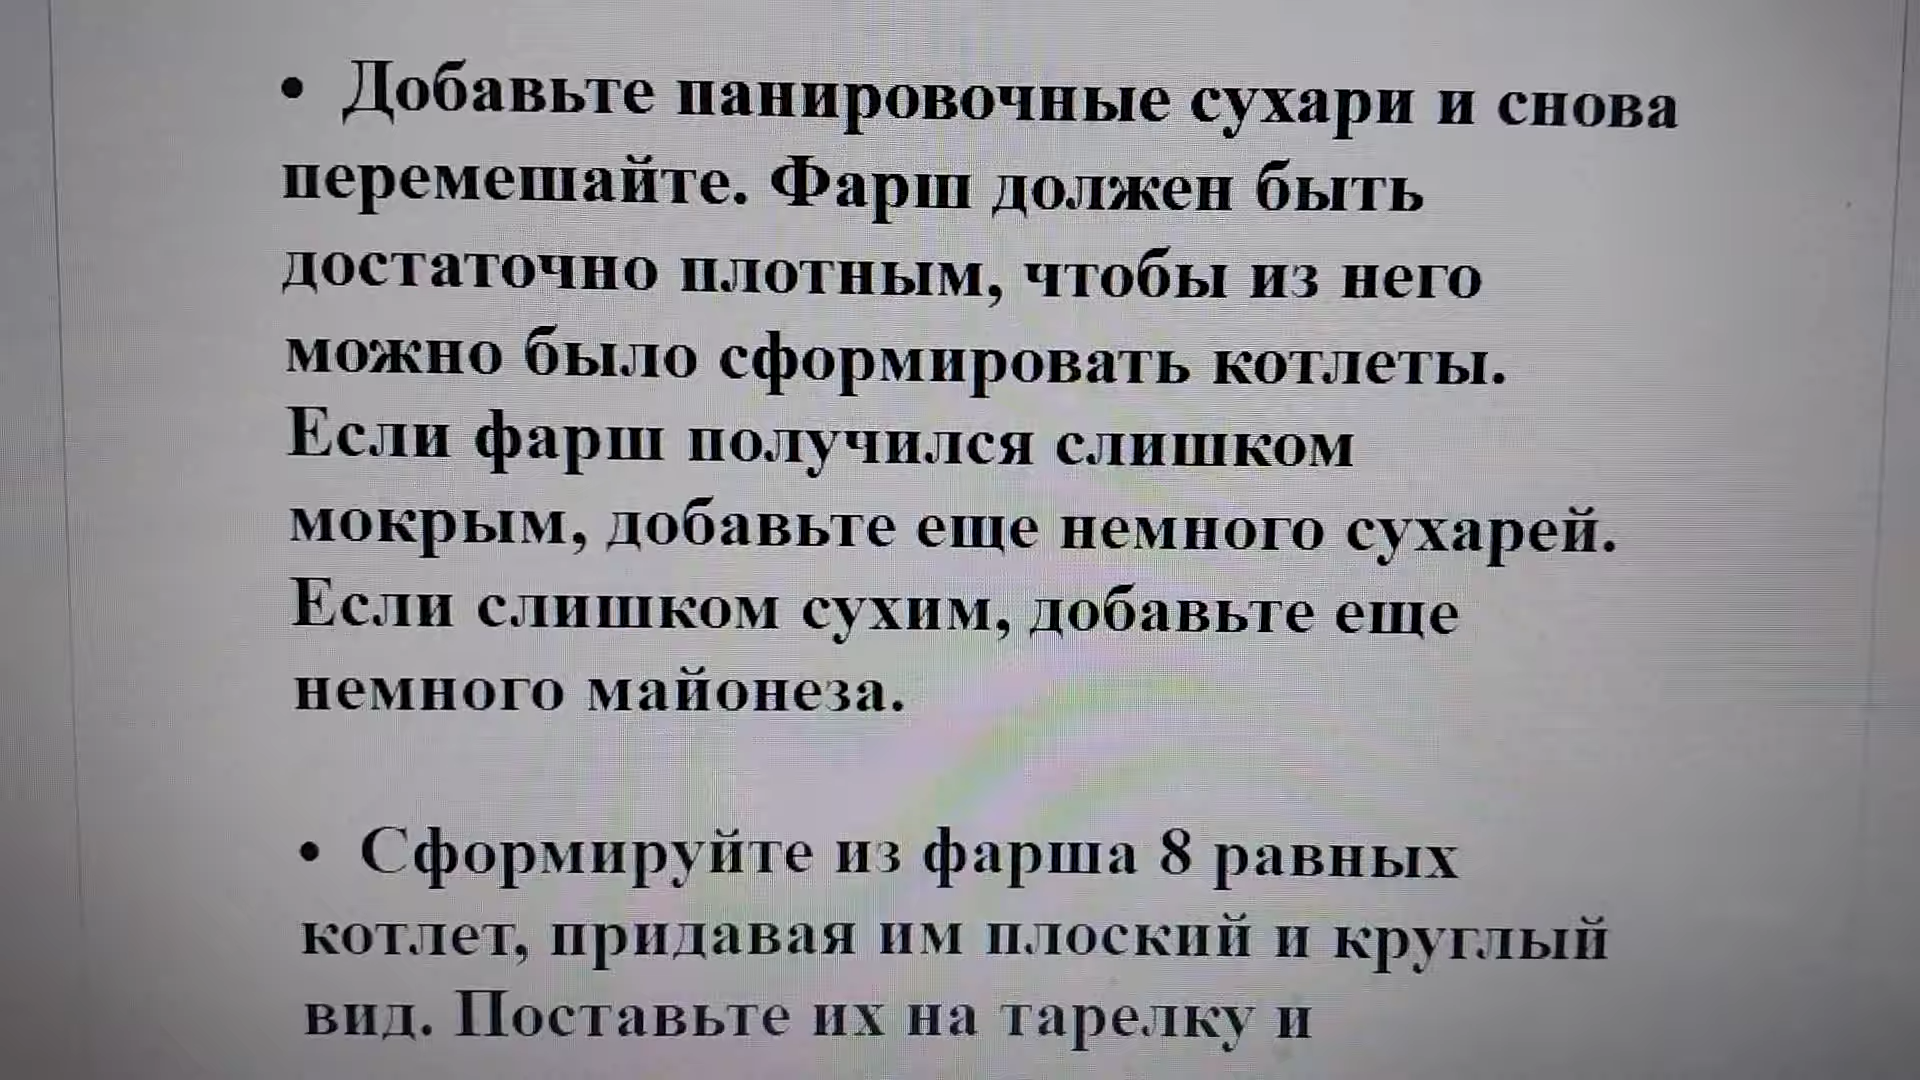 • Добавьте панировочные сухари и снова
перемешайте. Фарш должен быть
достаточно плотным, чтобы из него
можно было сформировать котлеты.
Если фарш получился слишком
мокрым, добавьте еще немного сухарей.
Если слишком сухим, добавьте еще
немного майонеза.
• Сформируйте из фарша 8 равных
котлет, придавая им плоский и круглый
вид. Поставьте их на тарелку и